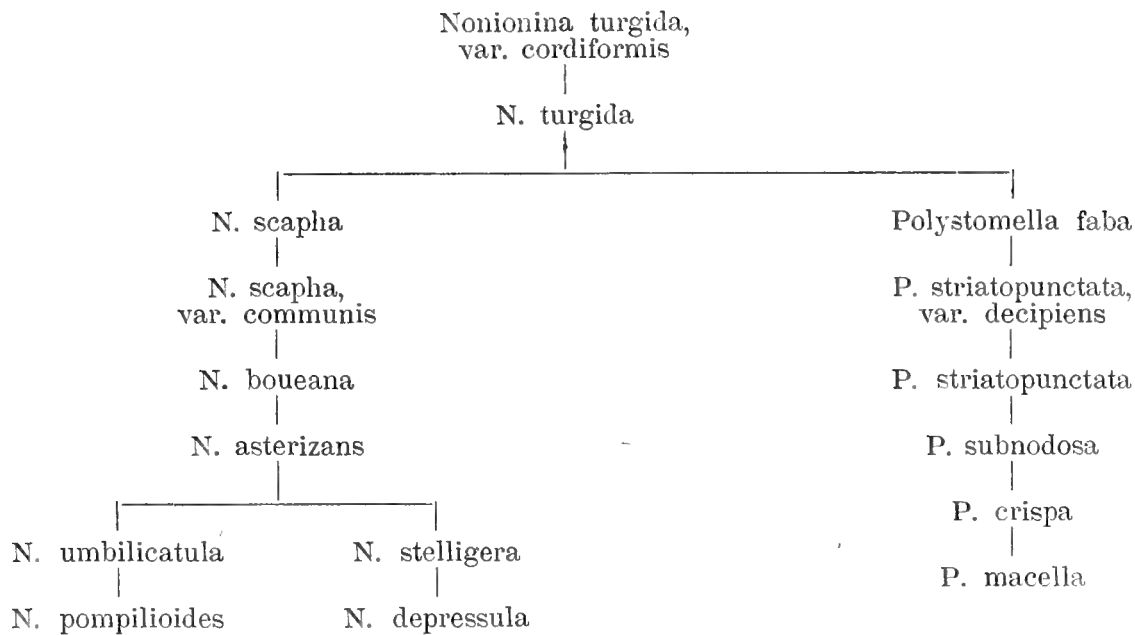 Nonionina turgida,
var. cordiformis
N. turgida
N. scapha
Polystomella faba
N. scapha,
var. communis
P. striatopunctata,
var. decipiens
N. boueana
P. striatopunctata
N. asterizans
P. subnodosa
P. crispa
N. umbilicatula
N. stelligera
P. macella
N. pompilioides
N. depressula